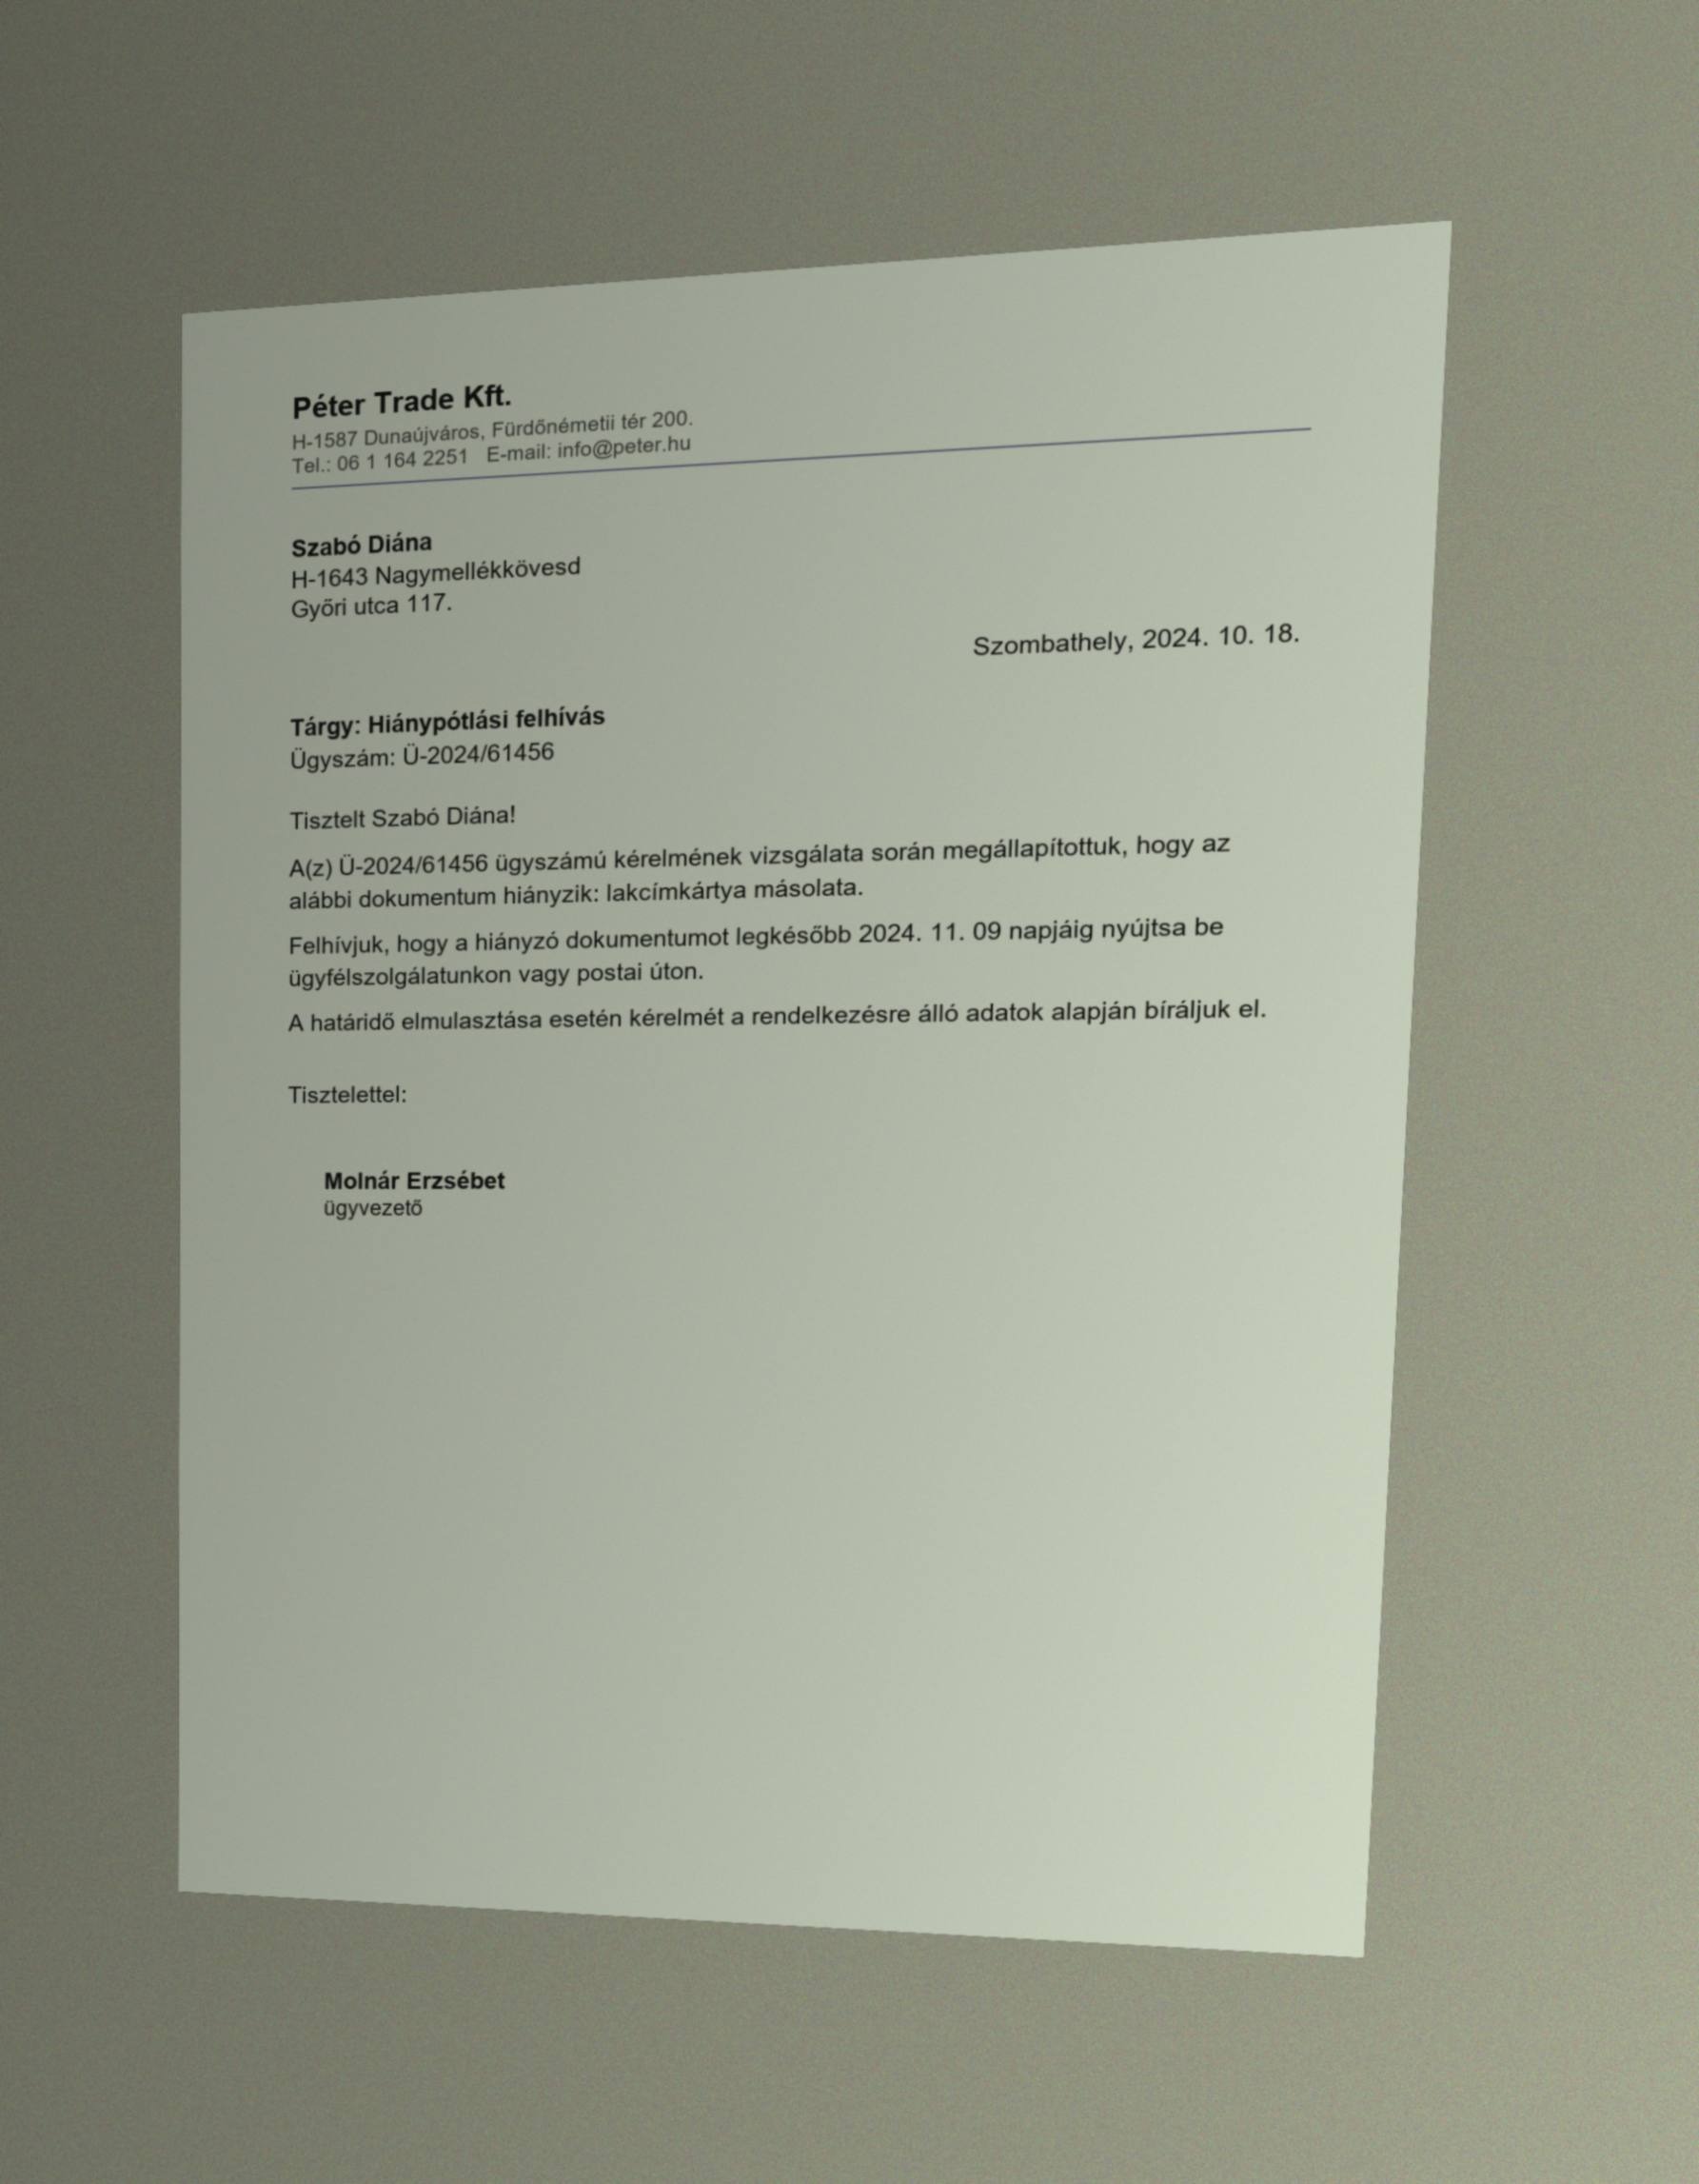 Péter Trade Kft.
H-1587 Dunaújváros, Fürdőnémetii tér 200.
Tel.: 06 1 164 2251   E-mail: info@peter.hu
Szabó Diána
H-1643 Nagymellékkövesd
Győri utca 117.
Szombathely, 2024. 10. 18.
Tárgy: Hiánypótlási felhívás
Ügyszám: Ü-2024/61456
Tisztelt Szabó Diána!
A(z) Ü-2024/61456 ügyszámú kérelmének vizsgálata során megállapítottuk, hogy az
alábbi dokumentum hiányzik: lakcímkártya másolata.
Felhívjuk, hogy a hiányzó dokumentumot legkésőbb 2024. 11. 09 napjáig nyújtsa be
ügyfélszolgálatunkon vagy postai úton.
A határidő elmulasztása esetén kérelmét a rendelkezésre álló adatok alapján bíráljuk el.
Tisztelettel:
Molnár Erzsébet
ügyvezető